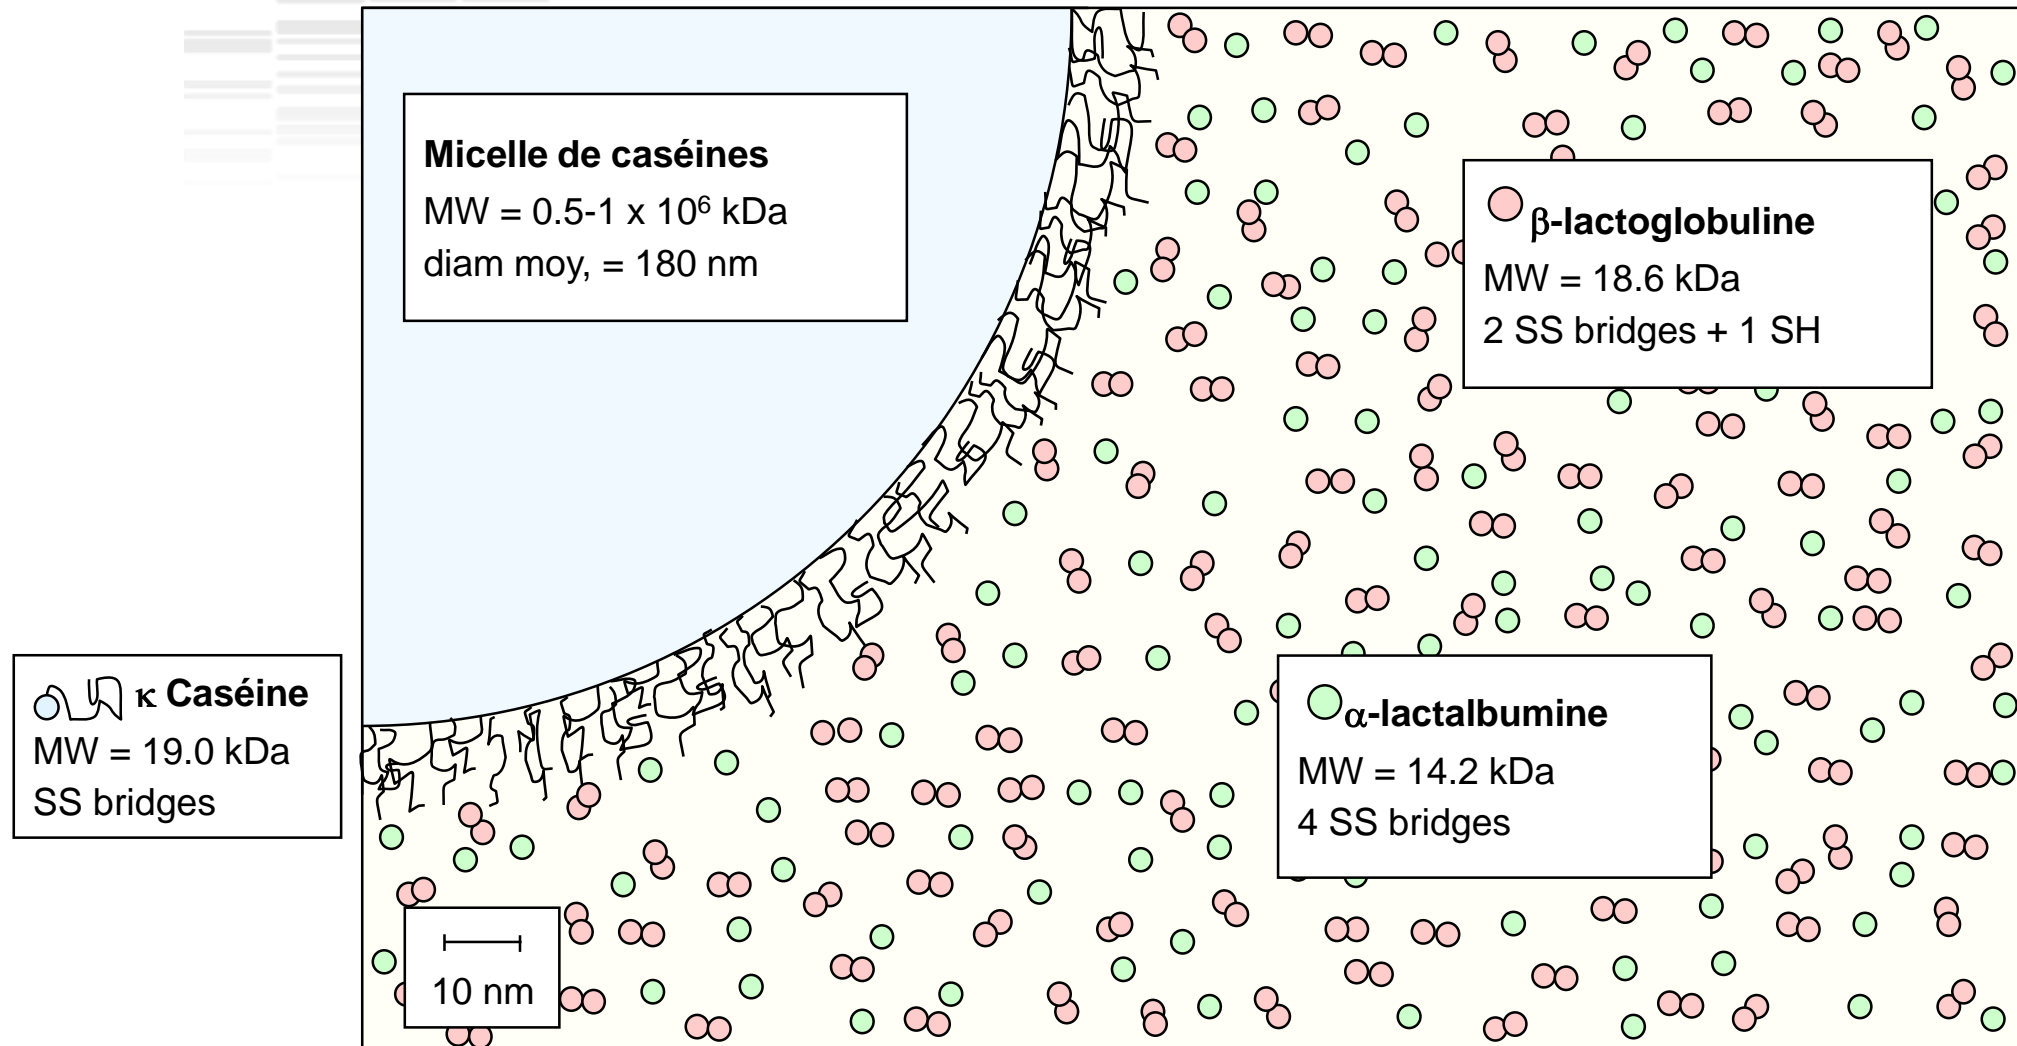 Micelle de caséines
MW = 0.5-1 x 10⁶ kDa
diam moy, = 180 nm
β-lactoglobuline
MW = 18.6 kDa
2 SS bridges + 1 SH
κ Caséine
MW = 19.0 kDa
SS bridges
α-lactalbumine
MW = 14.2 kDa
4 SS bridges
10 nm